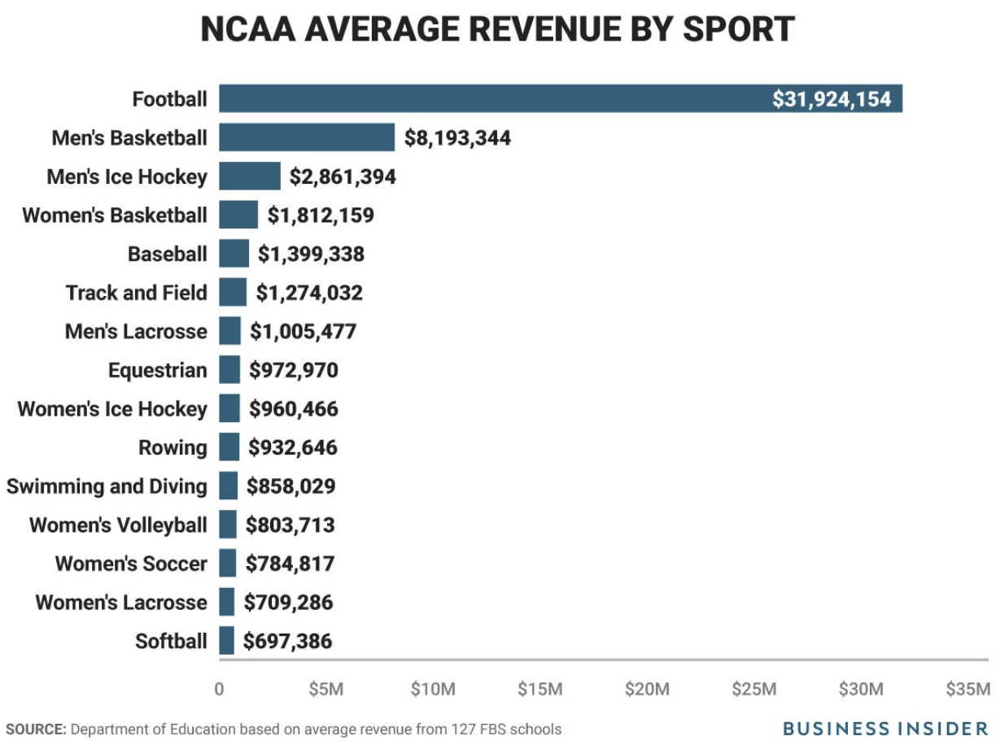 NCAA AVERAGE REVENUE BY SPORT
Football $31,924,154
Men's Basketball $8,193,344
Men's Ice Hockey $2,861,394
Women's Basketball $1,812,159
Baseball $1,399,338
Track and Field $1,274,032
Men's Lacrosse $1,005,477
Equestrian $972,970
Women's Ice Hockey $960,466
Rowing $932,646
Swimming and Diving $858,029
Women's Volleyball $803,713
Women's Soccer $784,817
Women's Lacrosse $709,286
Softball $697,386
0 $5M $10M $15M $20M $25M $30M $35M
SOURCE: Department of Education based on average revenue from 127 FBS schools BUSINESS INSIDER